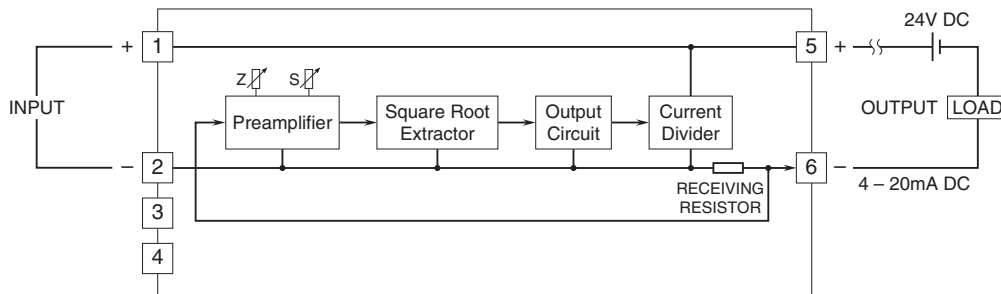 24V DC
+ 1
5 +
Z
S
INPUT
Preamplifier
Square Root
Extractor
Output
Circuit
Current
Divider
OUTPUT
LOAD
− 2
6 −
4 – 20mA DC
RECEIVING
RESISTOR
3
4